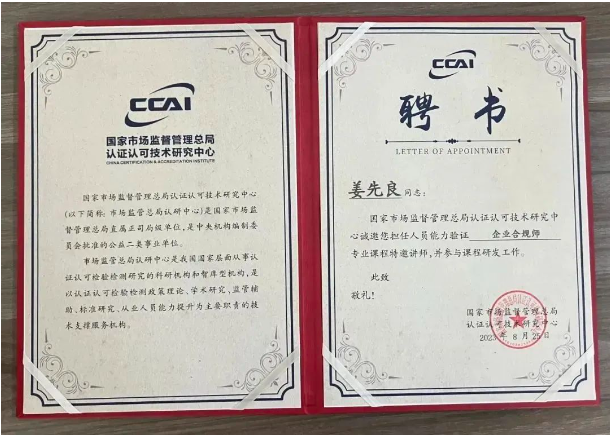 CCAI
国家市场监督管理总局
认证认可技术研究中心
CHINA CERTIFICATION & ACCREDITATION INSTITUTE
国家市场监督管理总局认证认可技术研究中心
(以下简称:市场监管总局认研中心)是国家市场监
督管理总局直属正司局级单位,是中央机构编制委
员会批准的公益二类事业单位。
市场监管总局认研中心是我国国家层面从事认
证认可检验检测研究的科研机构和智库型机构,是
以认证认可检验检测政策理论、学术研究、监管辅
助、标准研究、从业人员能力提升为主要职责的技
术支撑服务机构。
CCAI
聘书
LETTER OF APPOINTMENT
姜先良同志:
国家市场监督管理总局认证认可技术研究中
心诚邀您担任人员能力验证 企业合规师
专业课程特邀讲师,并参与课程研发工作。
此致
敬礼!
国家市场监督管理总局
认证认可技术研究中心
2023年8月25日